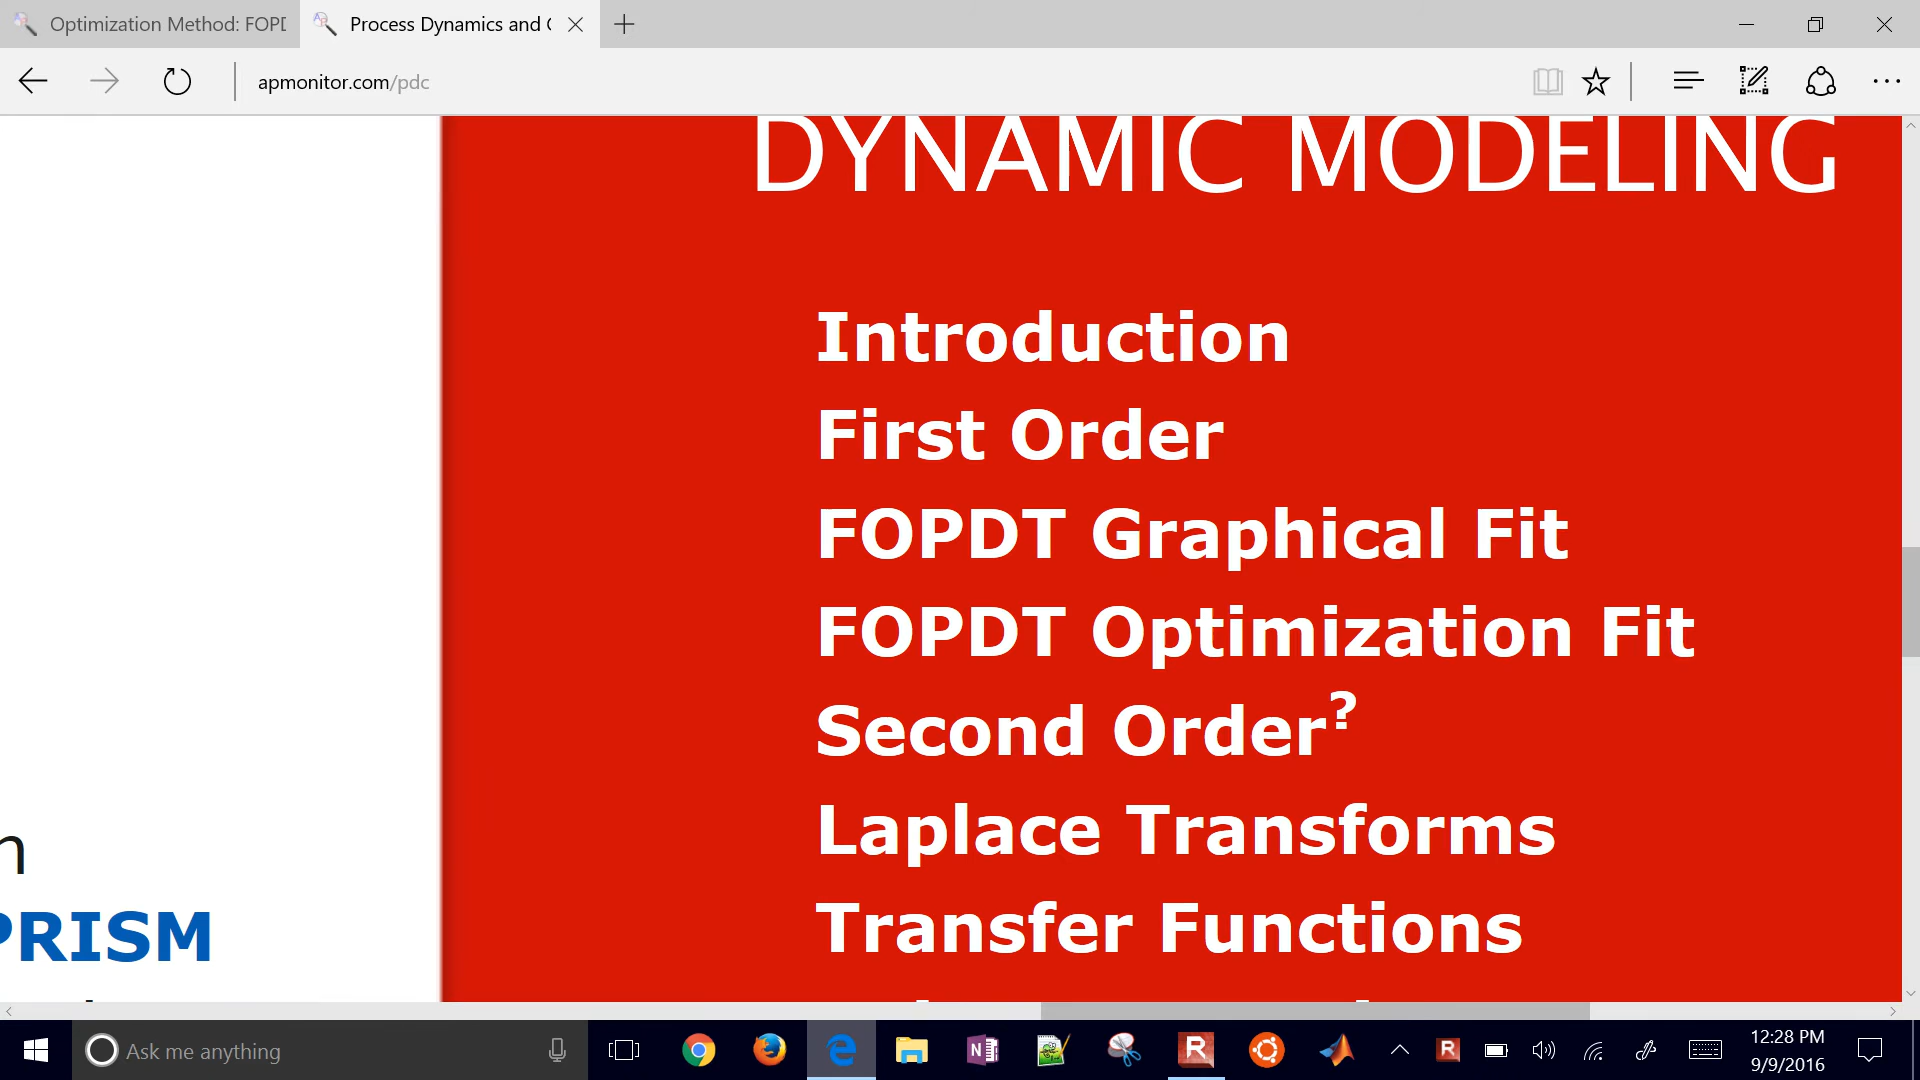 Optimization Method: FOPD
Process Dynamics and C
apmonitor.com/pdc
DYNAMIC MODELING
Introduction
First Order
FOPDT Graphical Fit
FOPDT Optimization Fit
Second Order?
Laplace Transforms
Transfer Functions
n
PRISM
Ask me anything
12:28 PM
9/9/2016